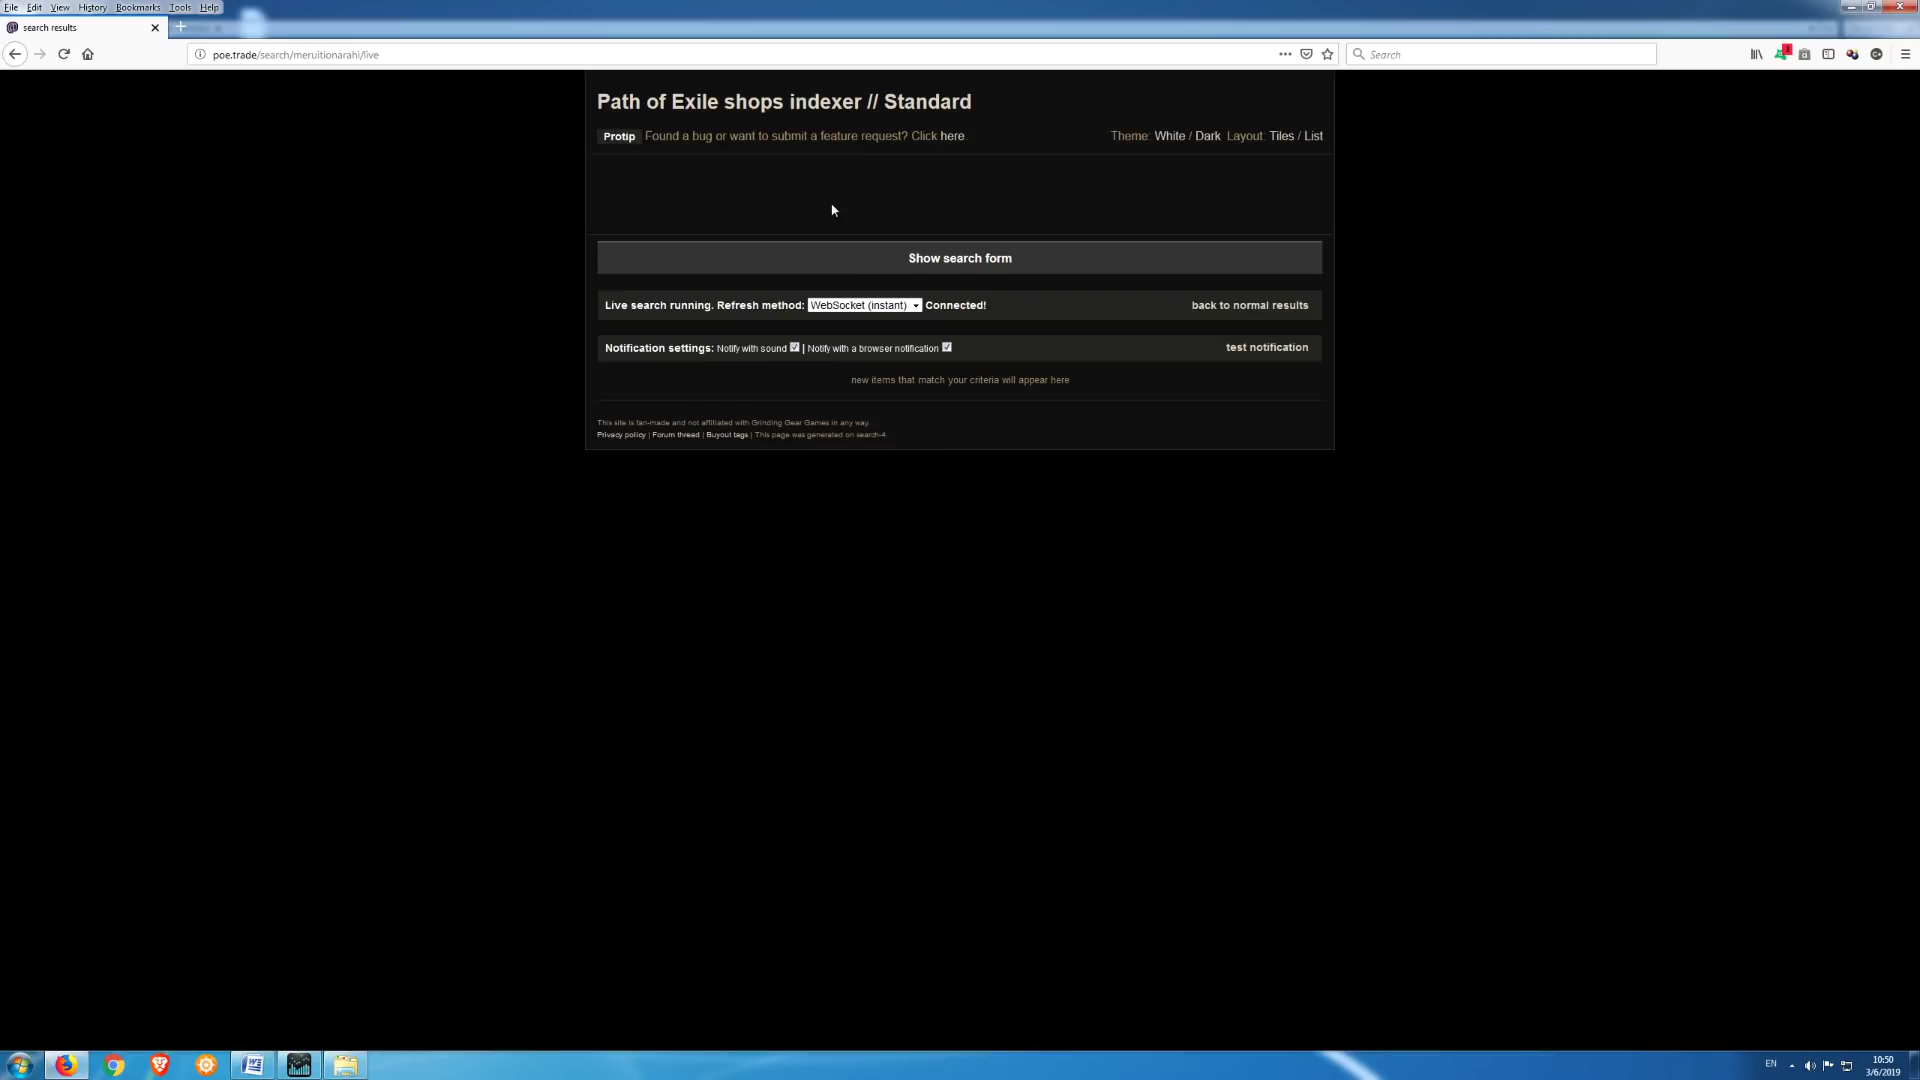 File Edit View History Bookmarks Tools Help
search results
poe.trade/search/meruitionarahi/live
Search
Path of Exile shops indexer // Standard
Protip Found a bug or want to submit a feature request? Click here.
Theme: White / Dark Layout: Tiles / List
Show search form
Live search running. Refresh method: WebSocket (instant) Connected!
back to normal results
Notification settings: Notify with sound | Notify with a browser notification
test notification
new items that match your criteria will appear here
This site is fan-made and not affiliated with Grinding Gear Games in any way.
Privacy policy | Forum thread | Buyout tags | This page was generated on search-4.
EN
10:50
3/6/2019